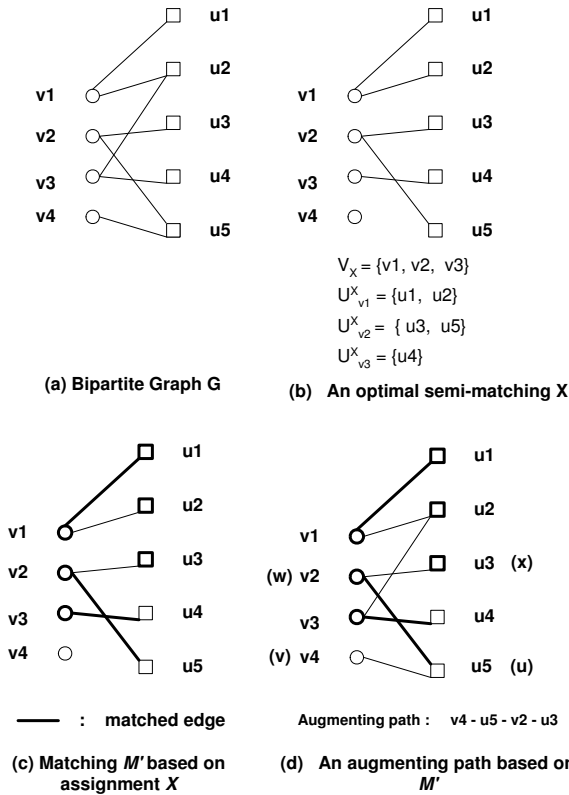 u1
u2
v1
u3
v2
v3
u4
v4
u5
(a) Bipartite Graph G
u1
u2
v1
u3
v2
v3
u4
v4
u5
V_X = {v1, v2, v3}
U^X_v1 = {u1, u2}
U^X_v2 = { u3, u5}
U^X_v3 = {u4}
(b) An optimal semi-matching X
u1
u2
v1
u3
v2
v3
u4
v4
u5
: matched edge
(c) Matching M' based on
assignment X
u1
u2
v1
u3 (x)
(w) v2
v3
u4
(v) v4
u5 (u)
Augmenting path : v4 - u5 - v2 - u3
(d) An augmenting path based on
M'